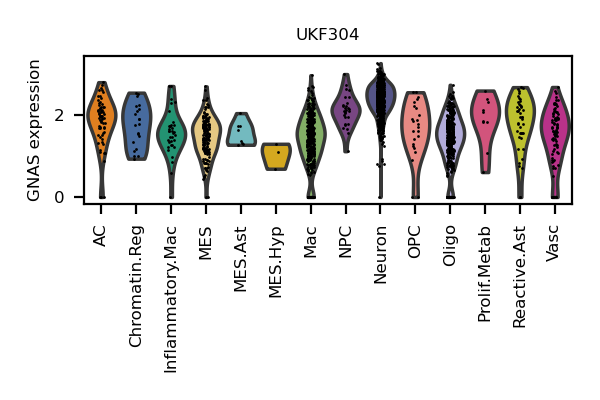 UKF304
GNAS expression
2
0
AC
Chromatin.Reg
Inflammatory.Mac
MES
MES.Ast
MES.Hyp
Mac
NPC
Neuron
OPC
Oligo
Prolif.Metab
Reactive.Ast
Vasc